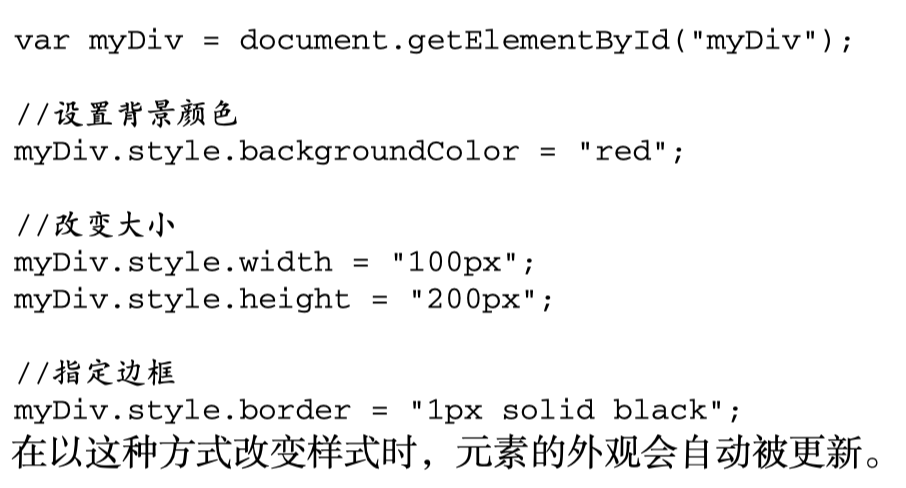 var myDiv = document.getElementById("myDiv");
//设置背景颜色
myDiv.style.backgroundColor = "red";
//改变大小
myDiv.style.width = "100px";
myDiv.style.height = "200px";
//指定边框
myDiv.style.border = "1px solid black";
在以这种方式改变样式时，元素的外观会自动被更新。